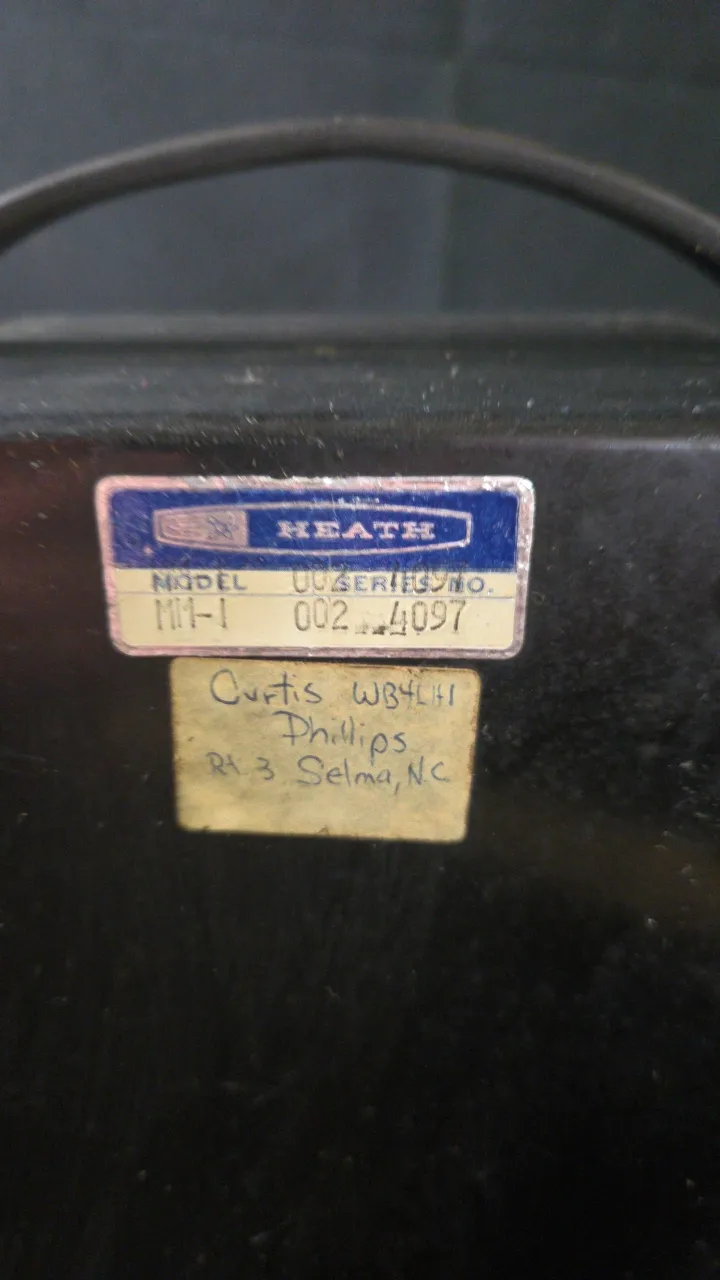 HEATH
MODEL SERIES NO.
MM-1 002 4097
Curtis WB4LHI
Phillips
Rt 3 Selma, N.C